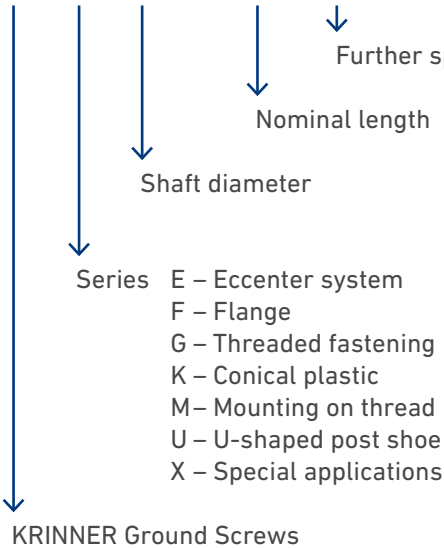 Further
Nominal length
Shaft diameter
Series E – Eccenter system
F – Flange
G – Threaded fastening
K – Conical plastic
M– Mounting on thread
U – U-shaped post shoe
X – Special applications
KRINNER Ground Screws